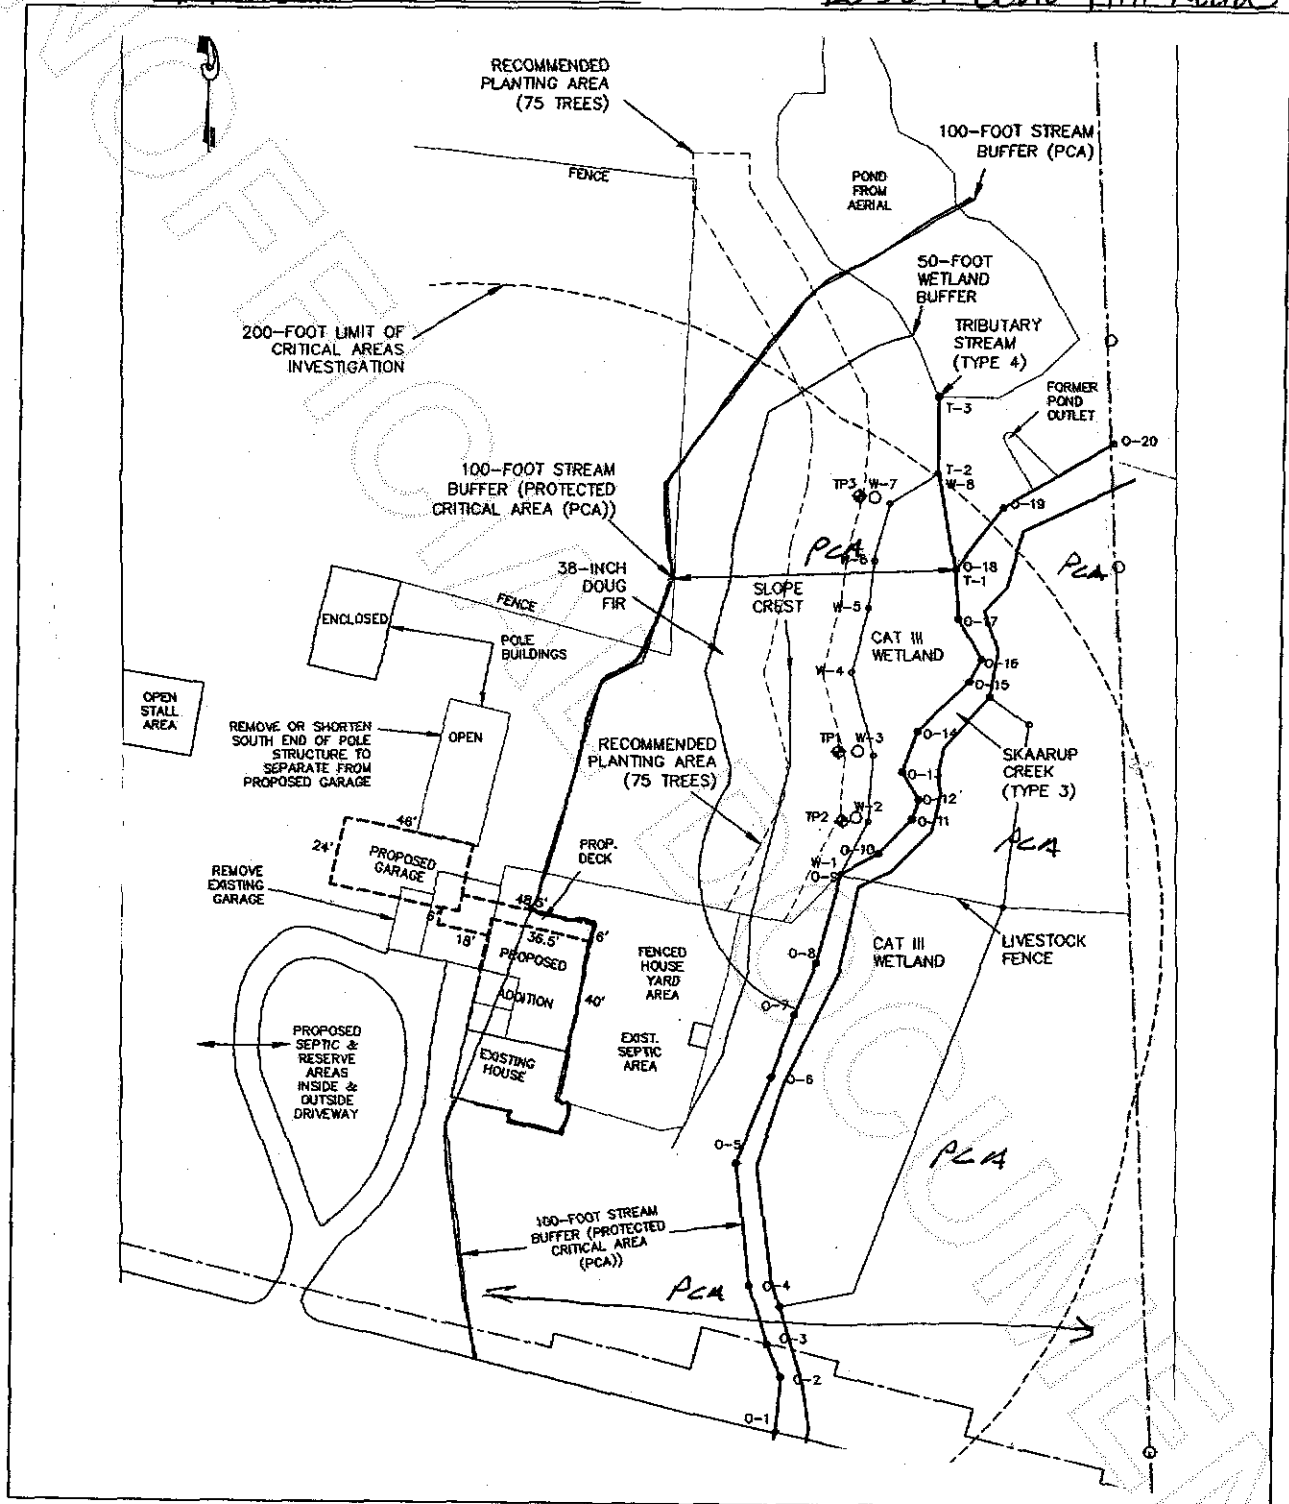 RECOMMENDED
PLANTING AREA
(75 TREES)
100-FOOT STREAM
BUFFER (PCA)
FENCE
POND
FROM
AERIAL
50-FOOT
WETLAND
BUFFER
200-FOOT LIMIT OF
CRITICAL AREAS
INVESTIGATION
TRIBUTARY
STREAM
(TYPE 4)
FORMER
POND
OUTLET
T-3
O-20
100-FOOT STREAM
BUFFER (PROTECTED
CRITICAL AREA (PCA))
T-2
W-8
TP3
W-7
O-19
PCA
W-6
O-18
T-1
PCA
38-INCH
DOUG
FIR
SLOPE
CREST
FENCE
ENCLOSED
POLE
BUILDINGS
W-5
O-17
CAT III
WETLAND
O-16
W-4
O-15
OPEN
STALL
AREA
REMOVE OR SHORTEN
SOUTH END OF POLE
STRUCTURE TO
SEPARATE FROM
PROPOSED GARAGE
OPEN
RECOMMENDED
PLANTING AREA
(75 TREES)
TP1
W-3
O-14
SKAARUP
CREEK
(TYPE 3)
O-13
O-12
TP2
W-2
O-11
46'
24'
PROPOSED
GARAGE
PROP.
DECK
O-10
W-1
O-9
PCA
REMOVE
EXISTING
GARAGE
48.5'
6'
18'
36.5'
6'
PROPOSED
ADDITION
40'
FENCED
HOUSE
YARD
AREA
O-8
CAT III
WETLAND
LIVESTOCK
FENCE
O-7
PROPOSED
SEPTIC &
RESERVE
AREAS
INSIDE &
OUTSIDE
DRIVEWAY
EXISTING
HOUSE
EXIST.
SEPTIC
AREA
O-6
O-5
PCA
100-FOOT STREAM
BUFFER (PROTECTED
CRITICAL AREA
(PCA))
PCA
O-4
O-3
O-2
O-1
UNOFFICIAL DOCUMENT